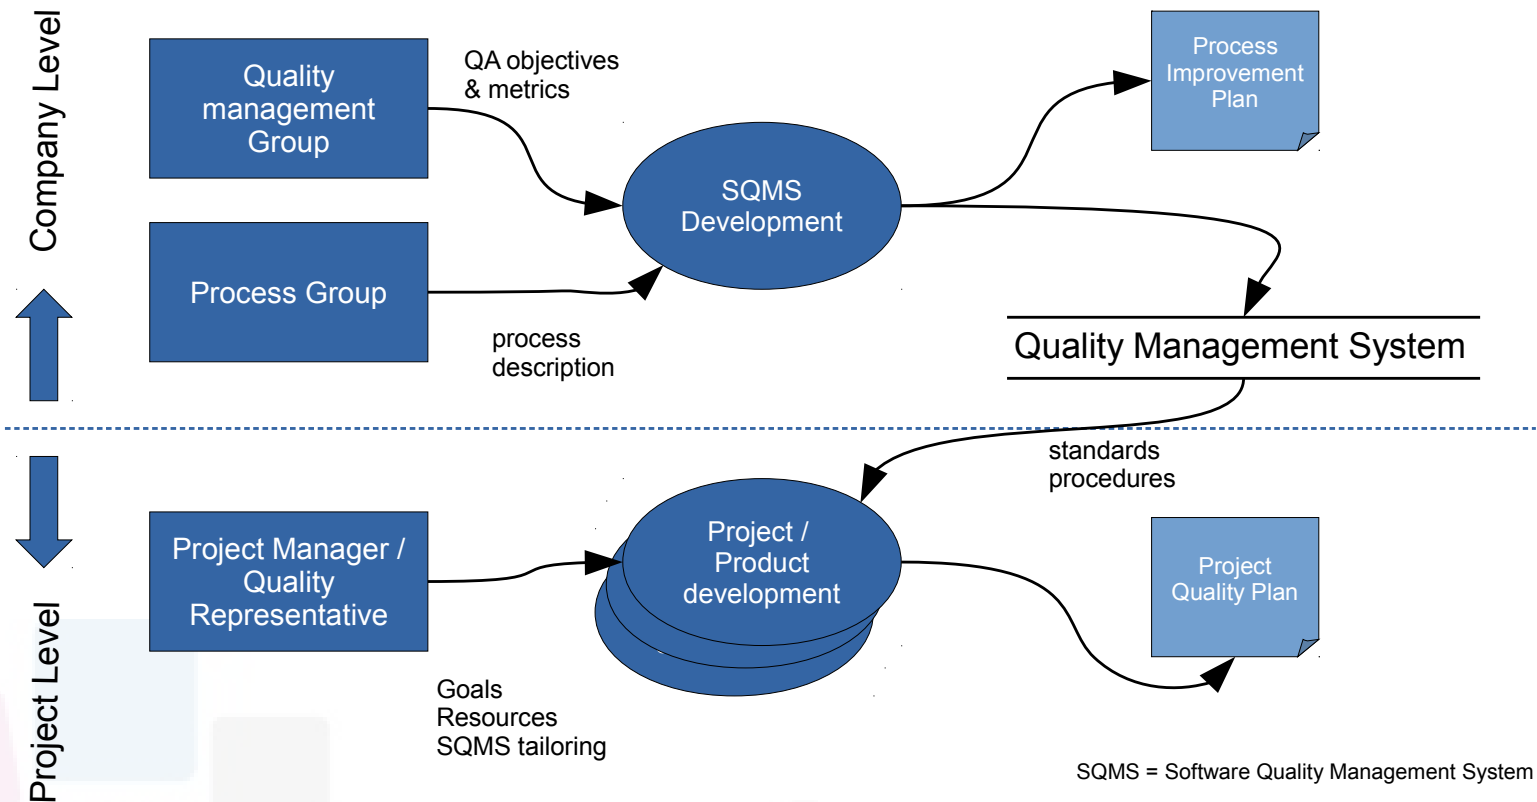 Company Level
Quality
management
Group
QA objectives
& metrics
Process
Improvement
Plan
SQMS
Development
Process Group
process
description
Quality Management System
standards
procedures
Project Level
Project Manager /
Quality
Representative
Project /
Product
development
Project
Quality Plan
Goals
Resources
SQMS tailoring
SQMS = Software Quality Management System